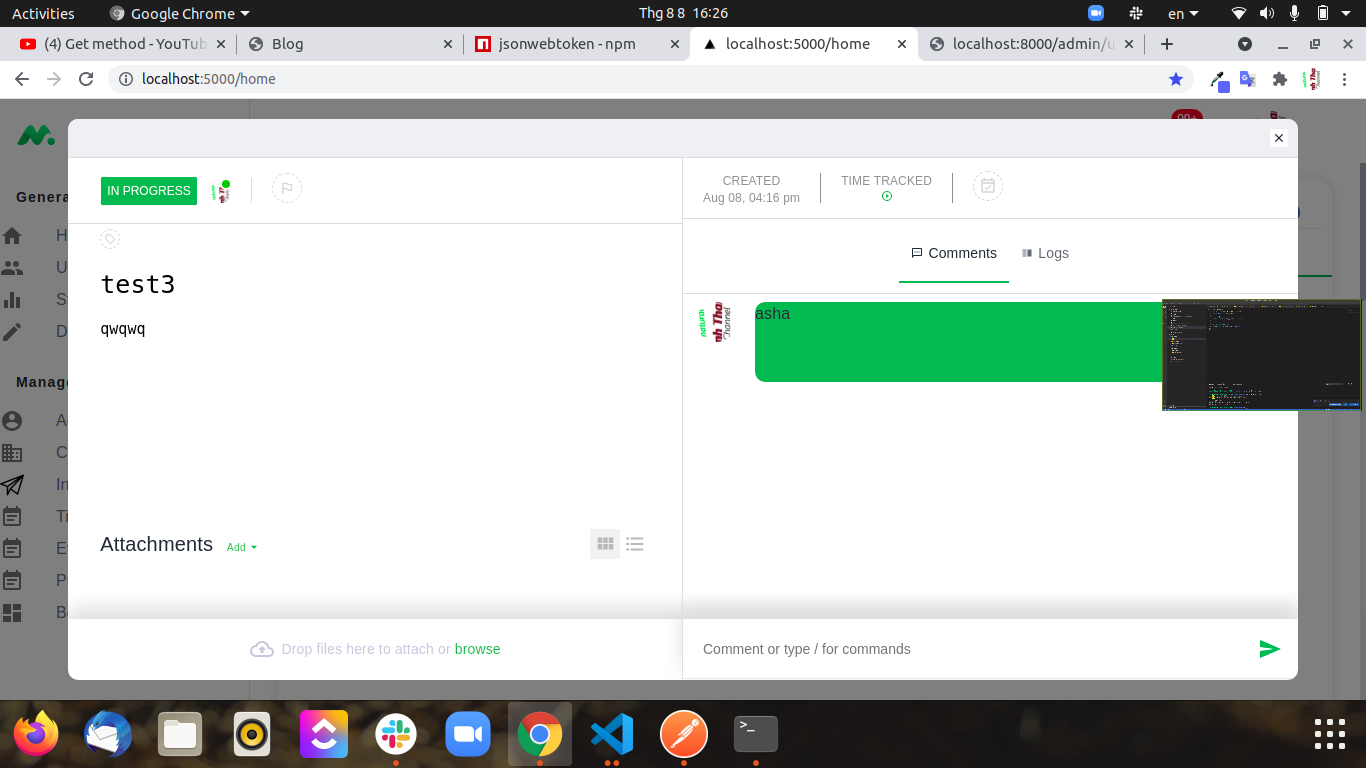 Activities
Google Chrome
Thg 8 8 16:26
en
(4) Get method - YouTub
Blog
jsonwebtoken - npm
localhost:5000/home
localhost:8000/admin/u
localhost:5000/home
99+
Genera
H
U
St
D
Manag
A
C
In
Ti
Ev
P
B
IN PROGRESS
CREATED
Aug 08, 04:16 pm
TIME TRACKED
Comments
Logs
test3
qwqwq
asha
Attachments
Add
Drop files here to attach or browse
Comment or type / for commands